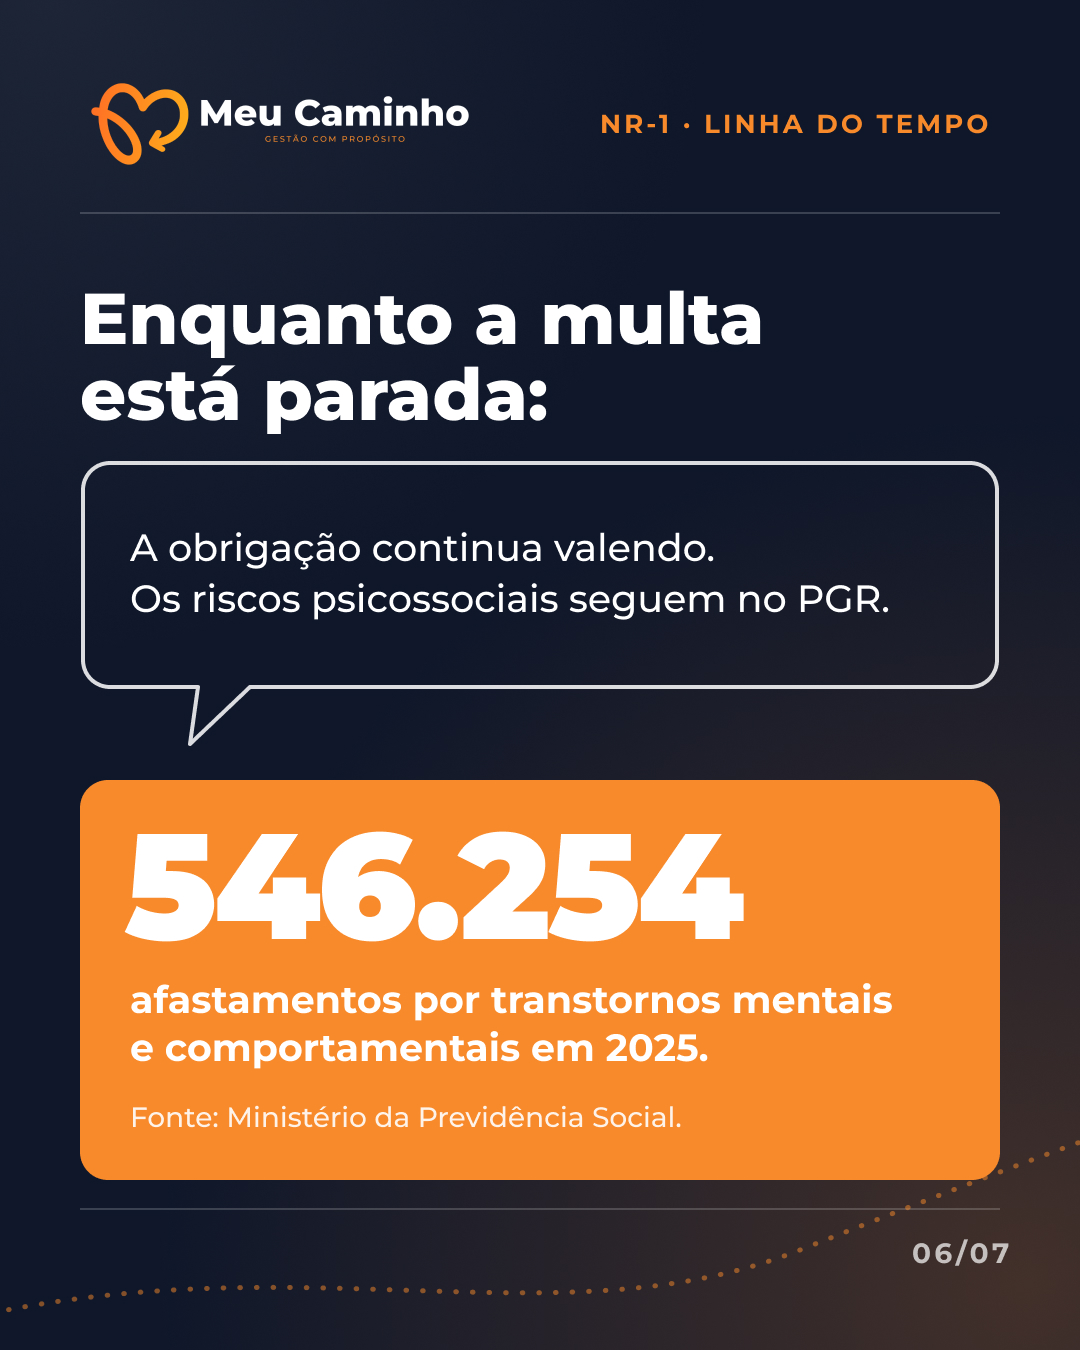 Meu Caminho
GESTÃO COM PROPÓSITO
NR-1 · LINHA DO TEMPO
Enquanto a multa
está parada:
A obrigação continua valendo.
Os riscos psicossociais seguem no PGR.
546.254
afastamentos por transtornos mentais
e comportamentais em 2025.
Fonte: Ministério da Previdência Social.
06/07